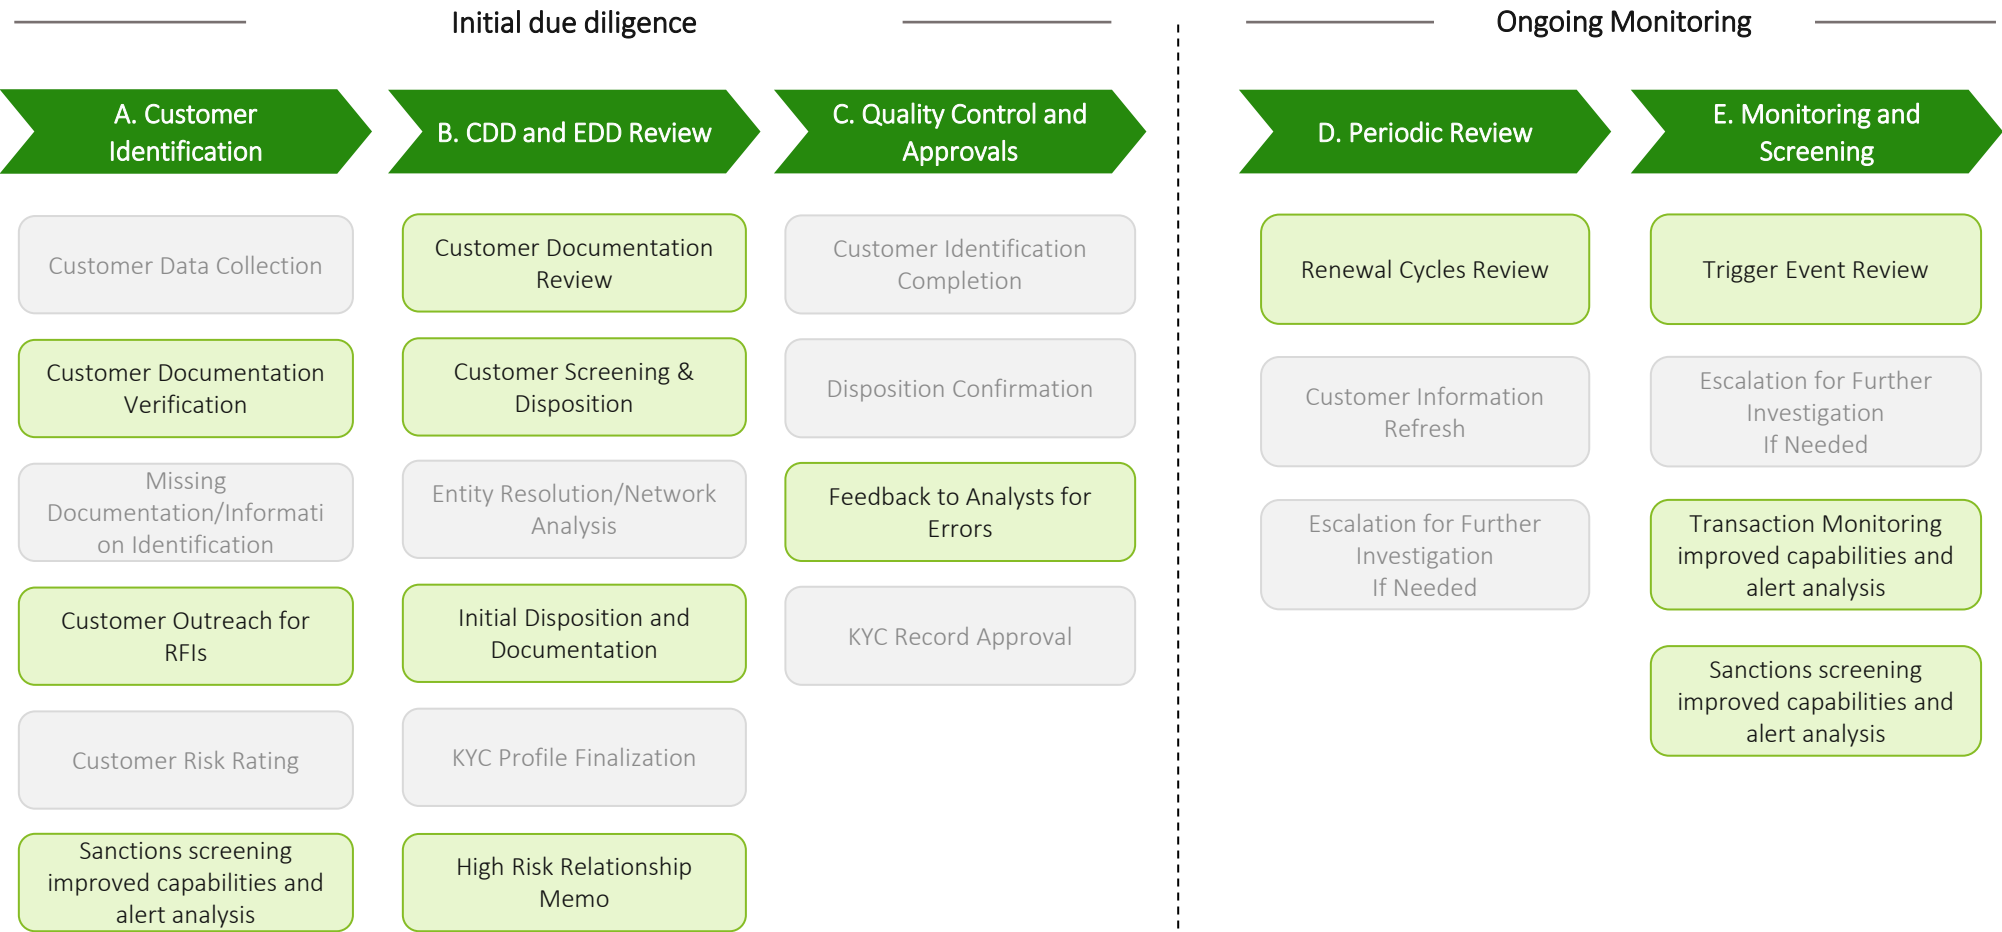 Initial due diligence
Ongoing Monitoring
A. Customer
Identification
B. CDD and EDD Review
C. Quality Control and
Approvals
D. Periodic Review
E. Monitoring and
Screening
Customer Data Collection
Customer Documentation
Verification
Missing
Documentation/Informati
on Identification
Customer Outreach for
RFIs
Customer Risk Rating
Sanctions screening
improved capabilities and
alert analysis
Customer Documentation
Review
Customer Screening &
Disposition
Entity Resolution/Network
Analysis
Initial Disposition and
Documentation
KYC Profile Finalization
High Risk Relationship
Memo
Customer Identification
Completion
Disposition Confirmation
Feedback to Analysts for
Errors
KYC Record Approval
Renewal Cycles Review
Customer Information
Refresh
Escalation for Further
Investigation
If Needed
Trigger Event Review
Escalation for Further
Investigation
If Needed
Transaction Monitoring
improved capabilities and
alert analysis
Sanctions screening
improved capabilities and
alert analysis